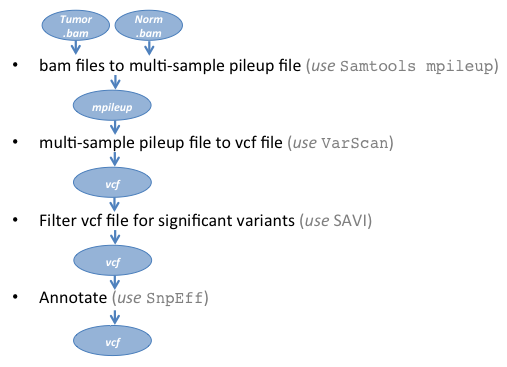 Tumor .bam
Norm .bam
• bam files to multi-sample pileup file (use Samtools mpileup)
mpileup
• multi-sample pileup file to vcf file (use VarScan)
vcf
• Filter vcf file for significant variants (use SAVI)
vcf
• Annotate (use SnpEff)
vcf